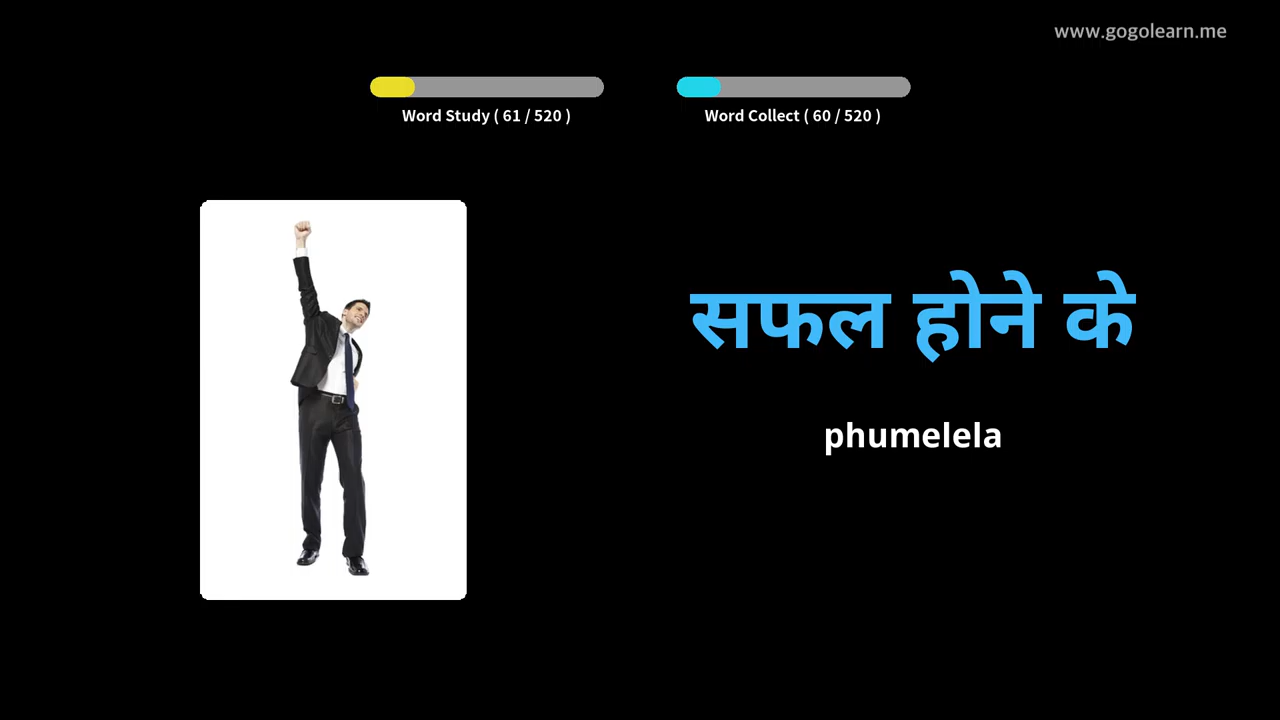 www.gogolearn.me
Word Study ( 61 / 520 )
Word Collect ( 60 / 520 )
सफल होने के
phumelela